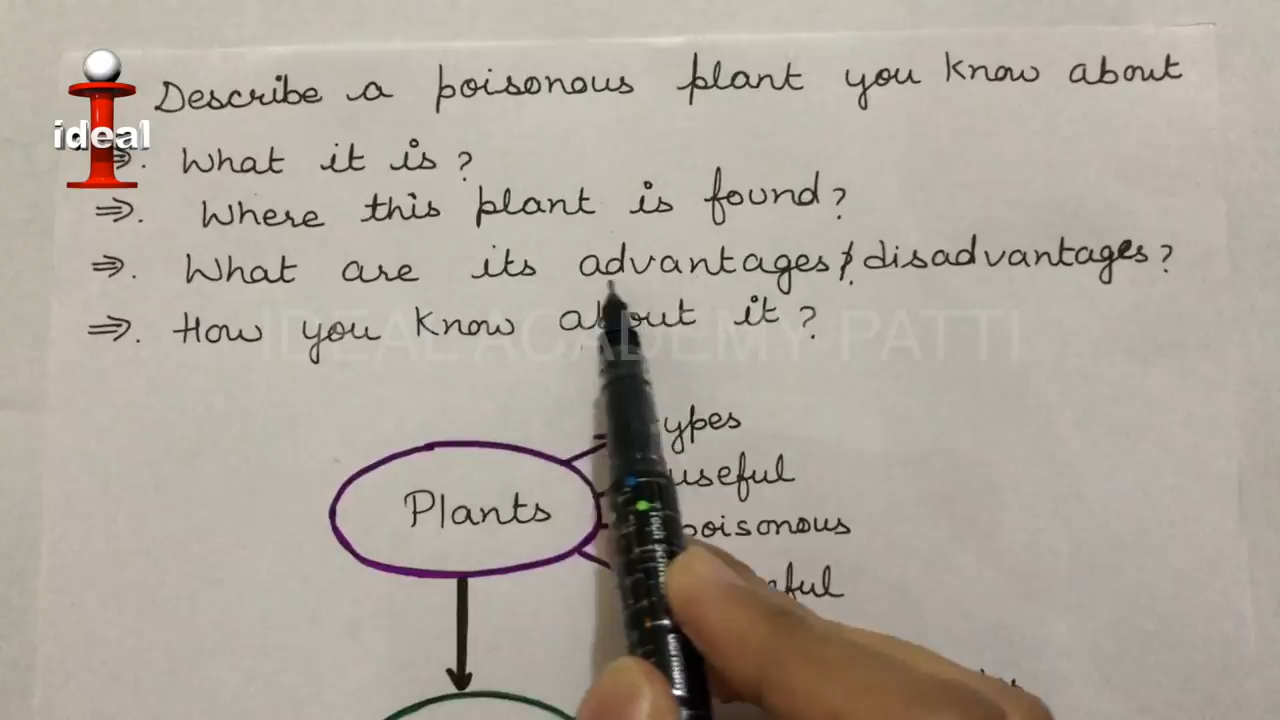 Describe a poisonous plant you know about
ideal
⇒. What it is?
⇒. Where this plant is found?
⇒. What are its advantages/disadvantages?
⇒. How you know about it?
IDEAL ACADEMY PATTI
Plants
useful
poisonous